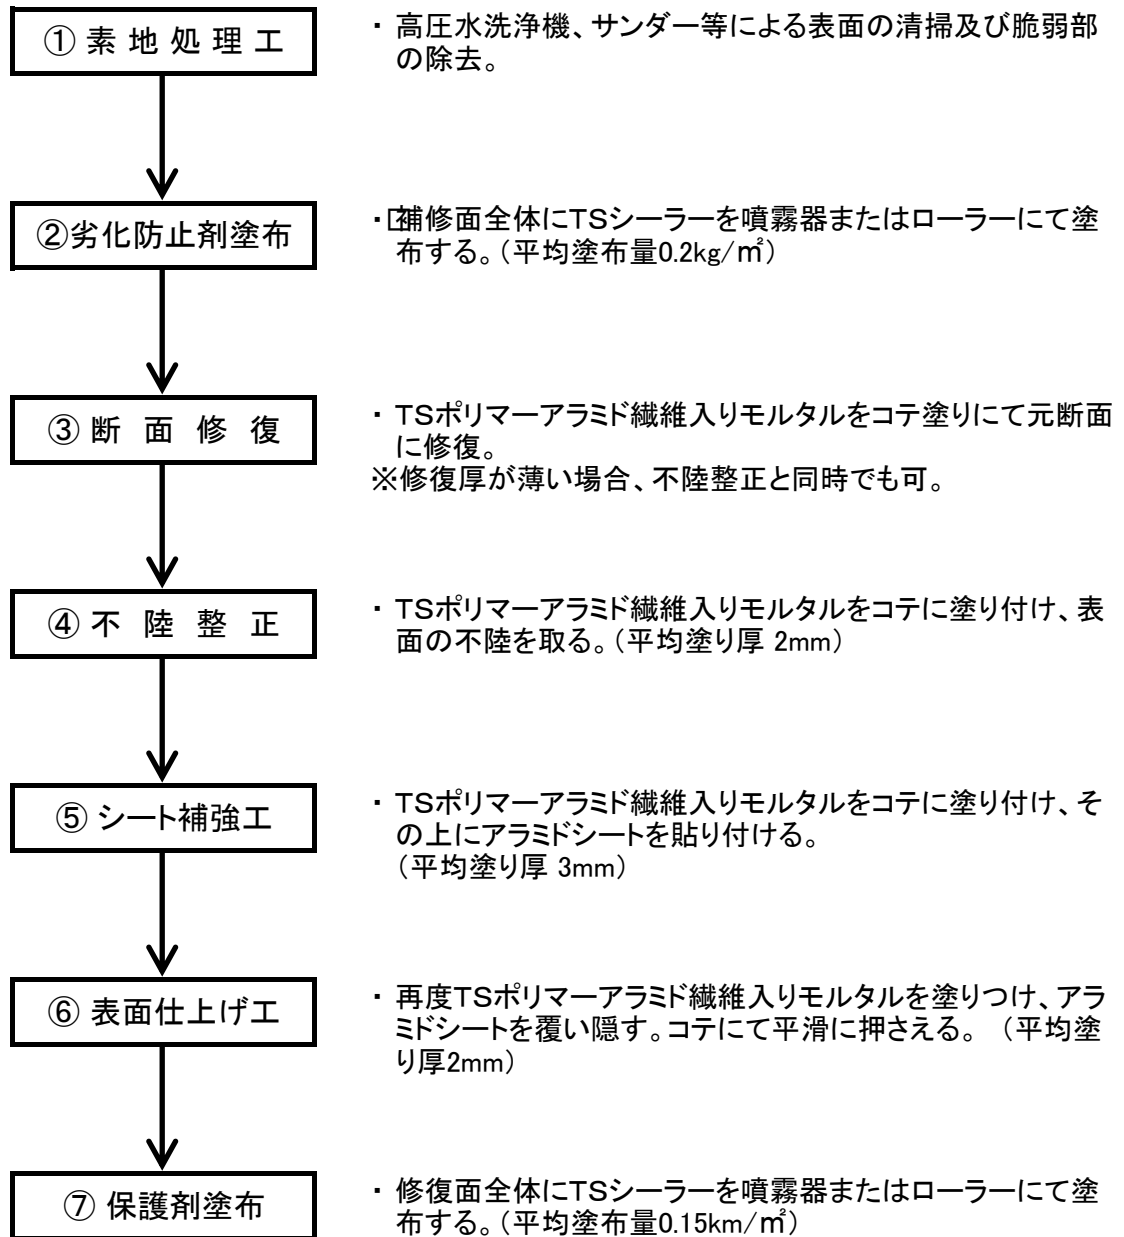 ① 素 地 処 理 工
・ 高圧水洗浄機、サンダー等による表面の清掃及び脆弱部
の除去。
②劣化防止剤塗布
・補修面全体にTSシーラーを噴霧器またはローラーにて塗
布する。（平均塗布量0.2kg/㎡）
③ 断 面 修 復
・ TSポリマーアラミド繊維入りモルタルをコテ塗りにて元断面
に修復。
※修復厚が薄い場合、不陸整正と同時でも可。
④ 不 陸 整 正
・ TSポリマーアラミド繊維入りモルタルをコテに塗り付け、表
面の不陸を取る。（平均塗り厚 2mm）
⑤ シート補強工
・ TSポリマーアラミド繊維入りモルタルをコテに塗り付け、そ
の上にアラミドシートを貼り付ける。
（平均塗り厚 3mm）
⑥ 表面仕上げ工
・ 再度TSポリマーアラミド繊維入りモルタルを塗りつけ、アラ
ミドシートを覆い隠す。コテにて平滑に押さえる。 （平均塗
り厚2mm）
⑦ 保護剤塗布
・ 修復面全体にTSシーラーを噴霧器またはローラーにて塗
布する。（平均塗布量0.15km/㎡）